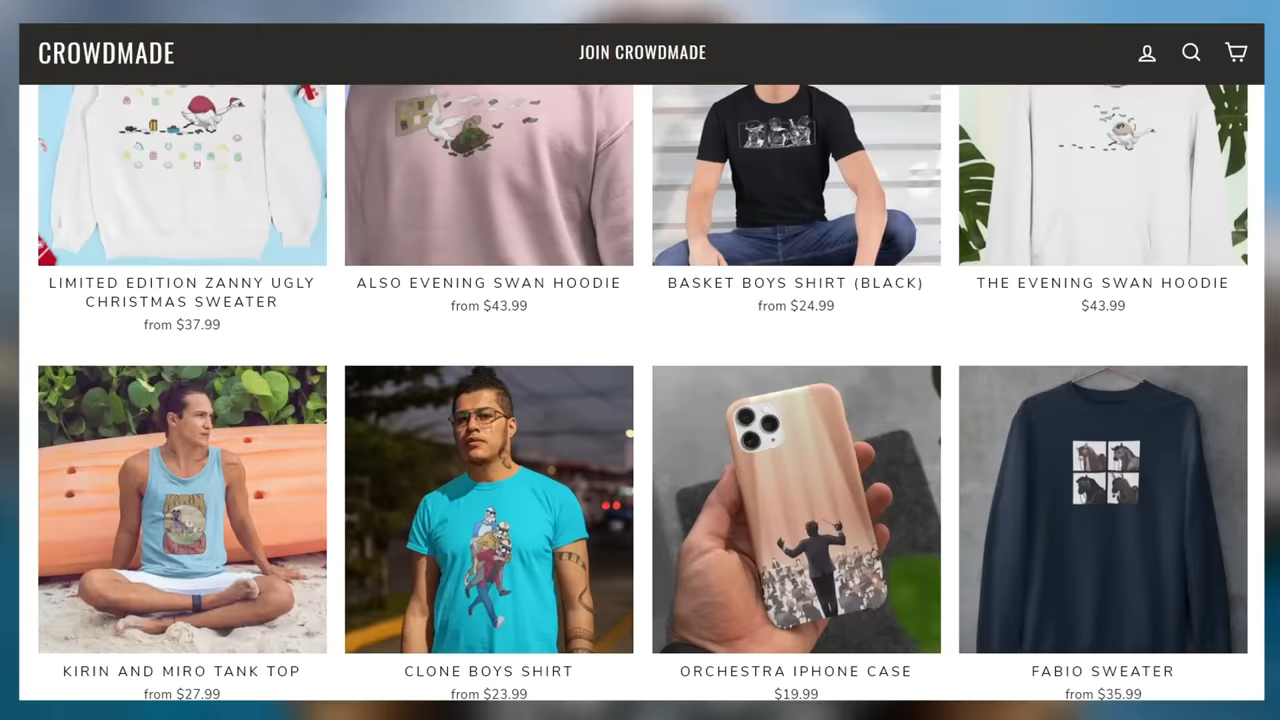 CROWDMADE
JOIN CROWDMADE
LIMITED EDITION ZANNY UGLY
CHRISTMAS SWEATER
from $37.99
ALSO EVENING SWAN HOODIE
from $43.99
BASKET BOYS SHIRT (BLACK)
from $24.99
THE EVENING SWAN HOODIE
$43.99
KIRIN
KIRIN AND MIRO TANK TOP
from $27.99
CLONE BOYS SHIRT
from $23.99
ORCHESTRA IPHONE CASE
$19.99
FABIO SWEATER
from $35.99